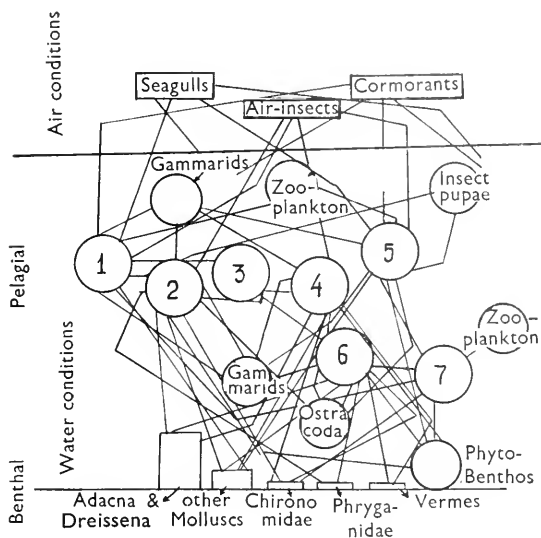 Air conditions
Seagulls
Cormorants
Air-insects
Gammarids
Zoo-
plankton
Insect
pupae
Pelagial
1
2
3
4
5
6
7
Zoo-
plankton
Gam
marids
Ostra
coda
Water conditions
Phyto-
Benthos
Benthal
Adacna &
Dreissena
other
Molluscs
Chirono
midae
Phryga-
nidae
Vermes